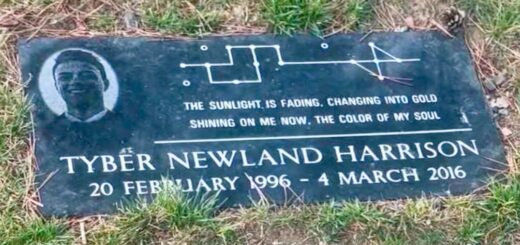 THE SUNLIGHT IS FADING, CHANGING INTO GOLD
SHINING ON ME NOW, THE COLOR OF MY SOUL
TYBER NEWLAND HARRISON
20 FEBRUARY 1996 - 4 MARCH 2016